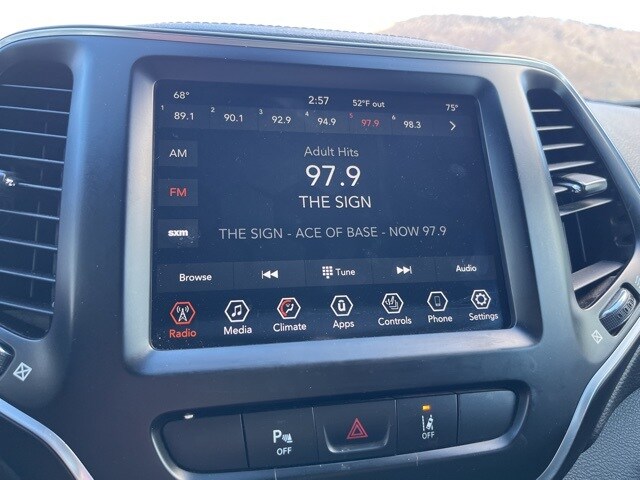 68° 2:57 52°F out 75°
1 89.1 2 90.1 3 92.9 4 94.9 5 97.9 6 98.3
AM
Adult Hits
97.9
FM
THE SIGN
sxm
THE SIGN - ACE OF BASE - NOW 97.9
Browse Tune Audio
Radio Media Climate Apps Controls Phone Settings
P OFF OFF